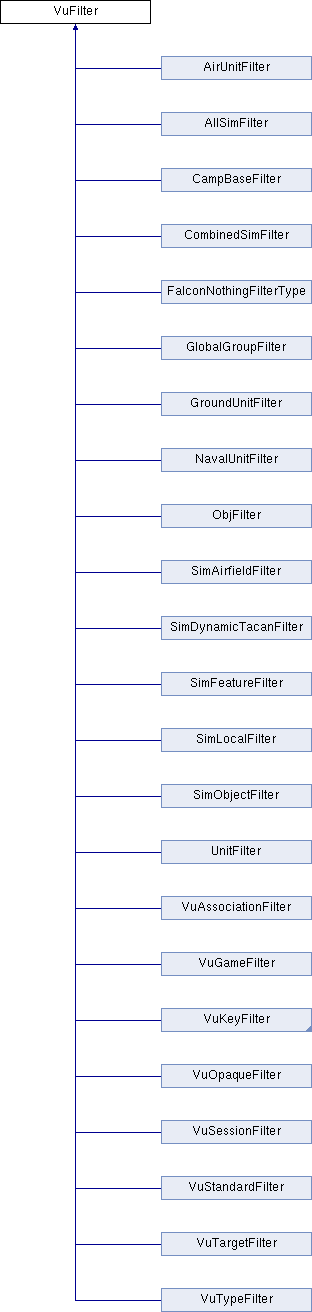 VuFilter
AirUnitFilter
AllSimFilter
CampBaseFilter
CombinedSimFilter
FalconNothingFilterType
GlobalGroupFilter
GroundUnitFilter
NavalUnitFilter
ObjFilter
SimAirfieldFilter
SimDynamicTacanFilter
SimFeatureFilter
SimLocalFilter
SimObjectFilter
UnitFilter
VuAssociationFilter
VuGameFilter
VuKeyFilter
VuOpaqueFilter
VuSessionFilter
VuStandardFilter
VuTargetFilter
VuTypeFilter